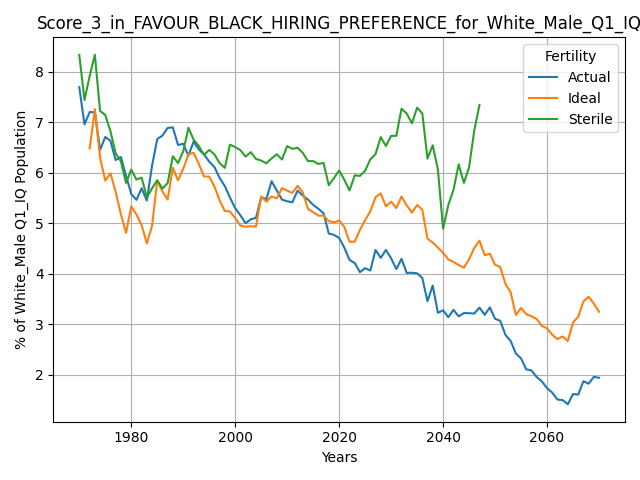 Score_3_in_FAVOUR_BLACK_HIRING_PREFERENCE_for_White_Male_Q1_IQ
Fertility
Actual
Ideal
Sterile
% of White_Male Q1_IQ Population
8
7
6
5
4
3
2
1980
2000
2020
2040
2060
Years